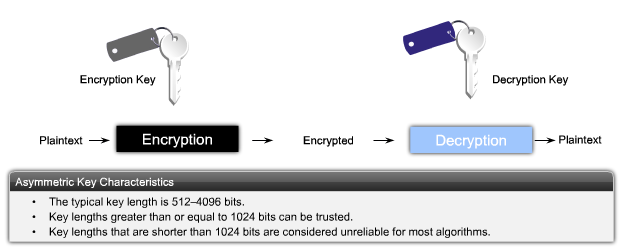 Encryption Key
Decryption Key
Plaintext
Encryption
Encrypted
Decryption
Plaintext
Asymmetric Key Characteristics
• The typical key length is 512–4096 bits.
• Key lengths greater than or equal to 1024 bits can be trusted.
• Key lengths that are shorter than 1024 bits are considered unreliable for most algorithms.